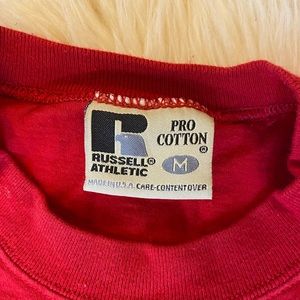 R
PRO
COTTON®
RUSSELL®
ATHLETIC
M
MADE IN U.S.A. CARE-CONTENT OVER